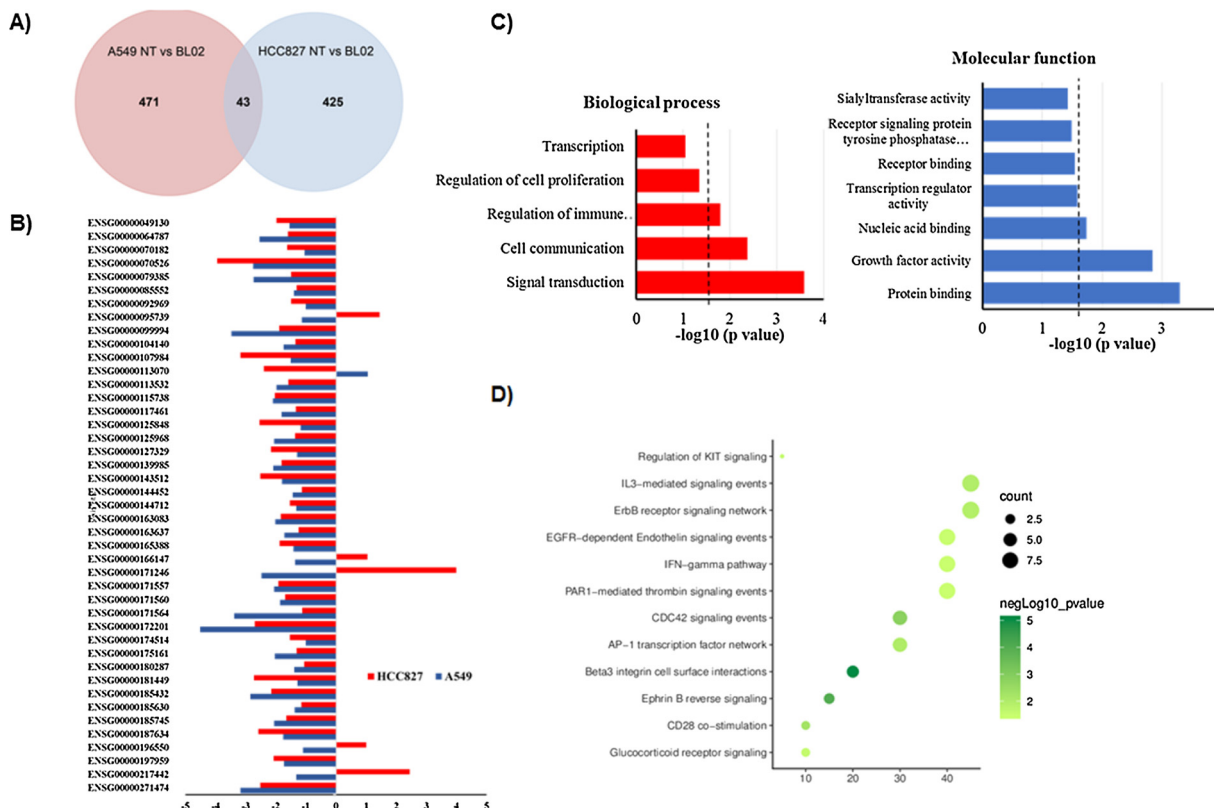 A)
A549 NT vs BL02
HCC827 NT vs BL02
471
43
425
B)
ENSG00000049130
ENSG00000064787
ENSG00000070182
ENSG00000070526
ENSG00000079385
ENSG00000085552
ENSG00000092969
ENSG00000095739
ENSG00000099994
ENSG00000104140
ENSG00000107984
ENSG00000113070
ENSG00000113532
ENSG00000115738
ENSG00000117461
ENSG00000125848
ENSG00000125968
ENSG00000127329
ENSG00000139985
ENSG00000143512
ENSG00000144452
ENSG00000144712
ENSG00000163083
ENSG00000163637
ENSG00000165388
ENSG00000166147
ENSG00000171246
ENSG00000171557
ENSG00000171560
ENSG00000171564
ENSG00000172201
ENSG00000174514
ENSG00000175161
ENSG00000180287
ENSG00000181449
ENSG00000185432
ENSG00000185630
ENSG00000185745
ENSG00000187634
ENSG00000196550
ENSG00000197959
ENSG00000217442
ENSG00000271474
HCC827 A549
-5 -4 -3 -2 -1 0 1 2 3 4 5
C)
Biological process
Transcription
Regulation of cell proliferation
Regulation of immune..
Cell communication
Signal transduction
0 1 2 3 4
-log10 (p value)
Molecular function
Sialyltransferase activity
Receptor signaling protein
tyrosine phosphatase…
Receptor binding
Transcription regulator
activity
Nucleic acid binding
Growth factor activity
Protein binding
0 1 2 3
-log10 (p value)
D)
Regulation of KIT signaling
IL3-mediated signaling events
ErbB receptor signaling network
EGFR-dependent Endothelin signaling events
IFN-gamma pathway
PAR1-mediated thrombin signaling events
CDC42 signaling events
AP-1 transcription factor network
Beta3 integrin cell surface interactions
Ephrin B reverse signaling
CD28 co-stimulation
Glucocorticoid receptor signaling
10 20 30 40
count
2.5
5.0
7.5
negLog10_pvalue
5
4
3
2